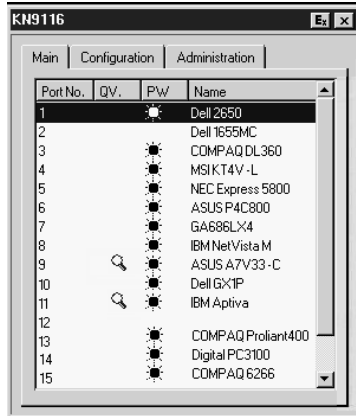 KN9116 Ex ×
Main Configuration Administration
Port No. QV. PW Name
1 Dell 2650
2 Dell 1655MC
3 COMPAQ DL360
4 MSI KT4V -L
5 NEC Express 5800
6 ASUS P4C800
7 GA686LX4
8 IBM NetVista M
9 ASUS A7V33 -C
10 Dell GX1P
11 IBM Aptiva
12
13 COMPAQ Proliant400
14 Digital PC3100
15 COMPAQ 6266